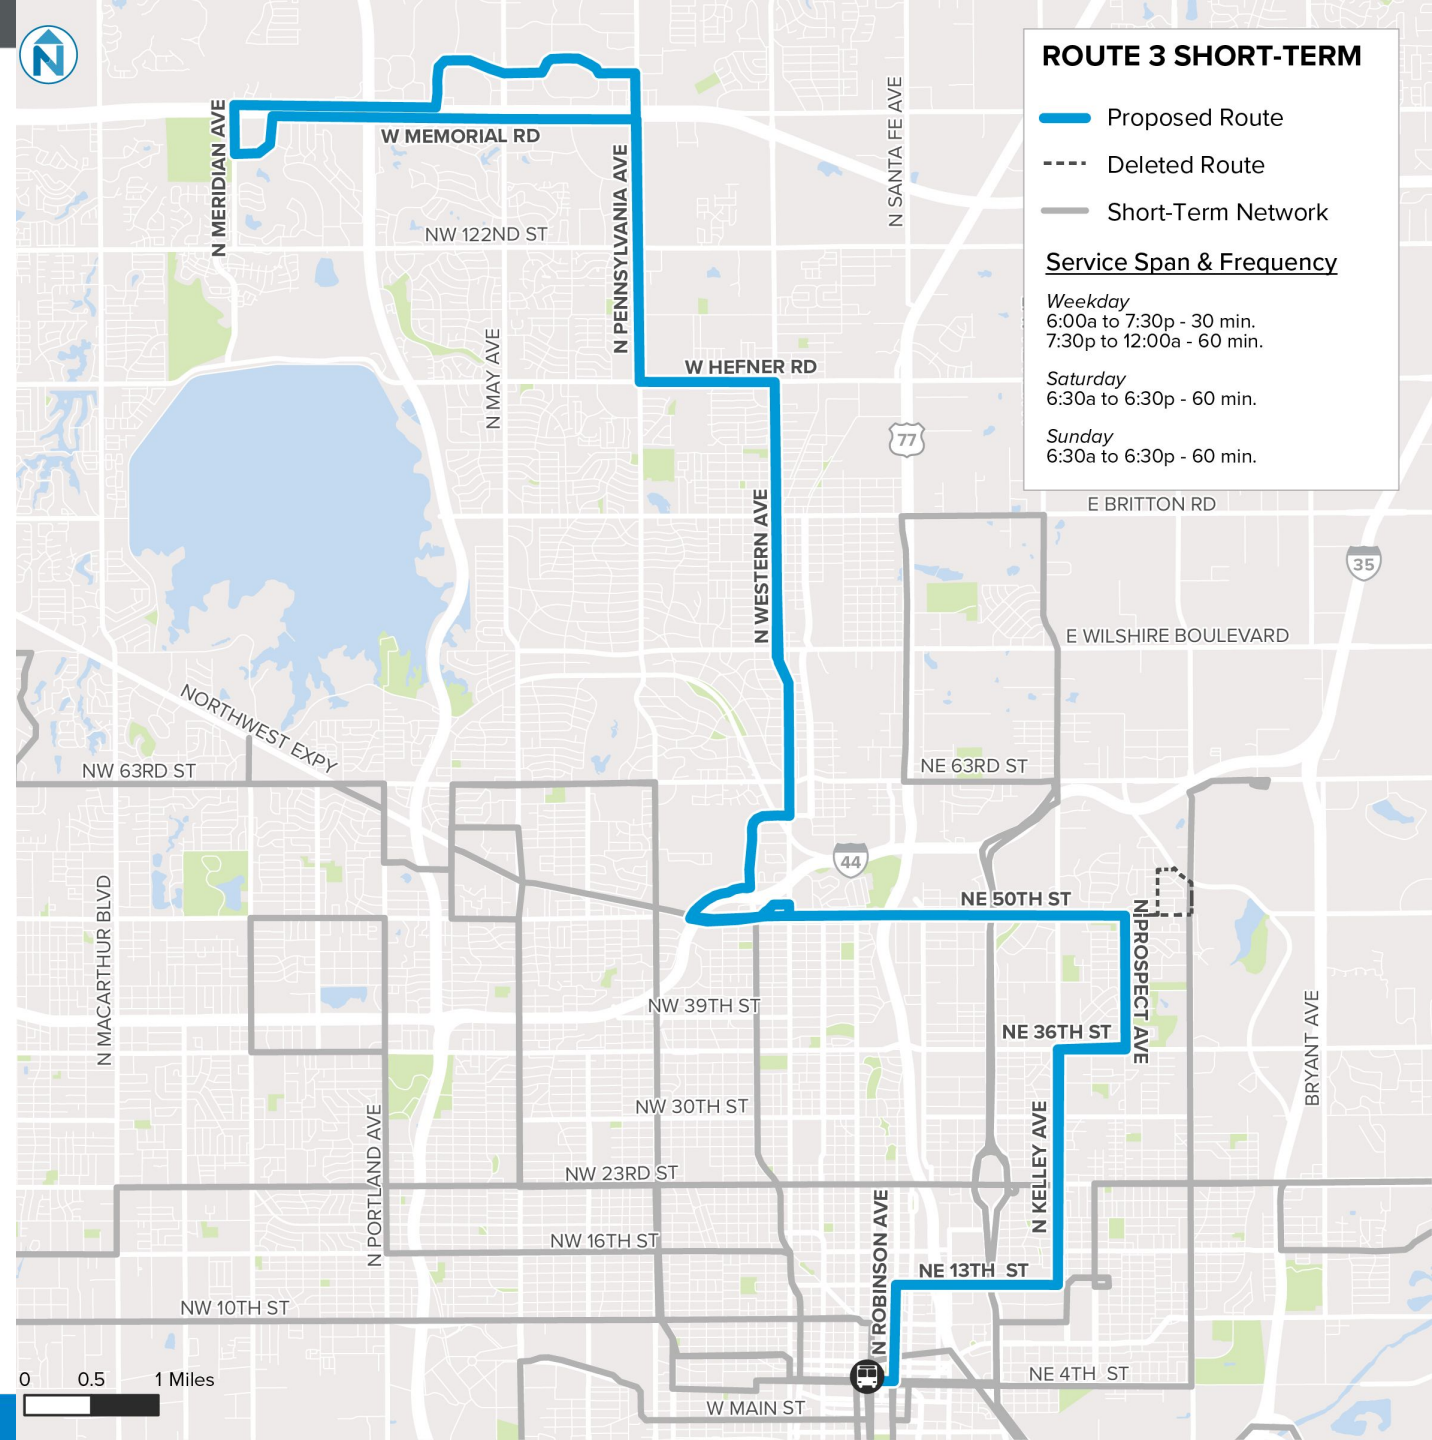 N
ROUTE 3 SHORT-TERM
Proposed Route
Deleted Route
Short-Term Network
Service Span & Frequency
Weekday
6:00a to 7:30p - 30 min.
7:30p to 12:00a - 60 min.
Saturday
6:30a to 6:30p - 60 min.
Sunday
6:30a to 6:30p - 60 min.
N MERIDIAN AVE
W MEMORIAL RD
N PENNSYLVANIA AVE
N SANTA FE AVE
NW 122ND ST
N MAY AVE
W HEFNER RD
77
N WESTERN AVE
E BRITTON RD
35
E WILSHIRE BOULEVARD
NORTHWEST EXPY
NW 63RD ST
NE 63RD ST
44
N MACARTHUR BLVD
NE 50TH ST
N PROSPECT AVE
NW 39TH ST
NE 36TH ST
BRYANT AVE
NW 30TH ST
N PORTLAND AVE
N KELLEY AVE
NW 23RD ST
N ROBINSON AVE
NW 16TH ST
NE 13TH ST
NW 10TH ST
NE 4TH ST
W MAIN ST
0 0.5 1 Miles